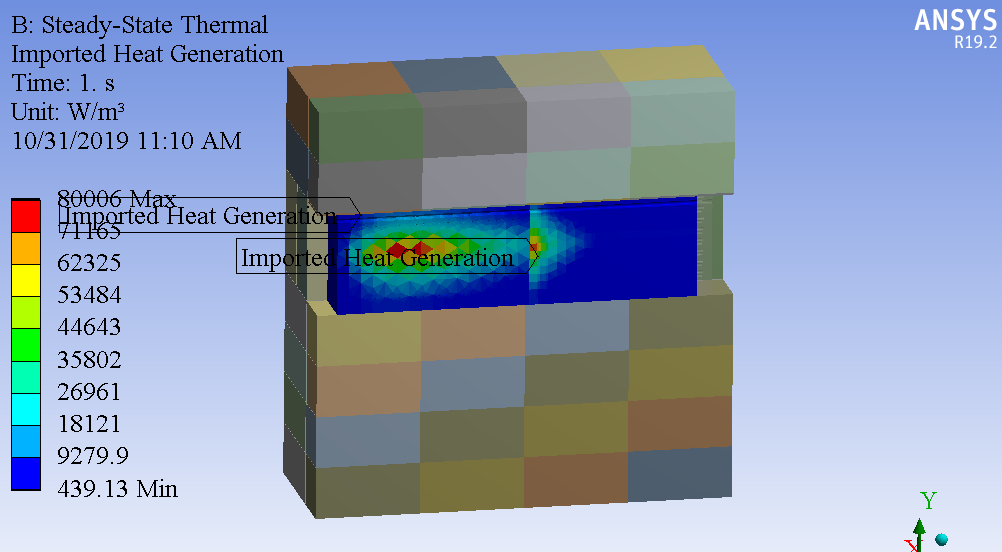 B: Steady-State Thermal
Imported Heat Generation
Time: 1. s
Unit: W/m³
10/31/2019 11:10 AM
ANSYS
R19.2
80006 Max
Imported Heat Generation
71165
62325
Imported Heat Generation
53484
44643
35802
26961
18121
9279.9
439.13 Min
Y
X